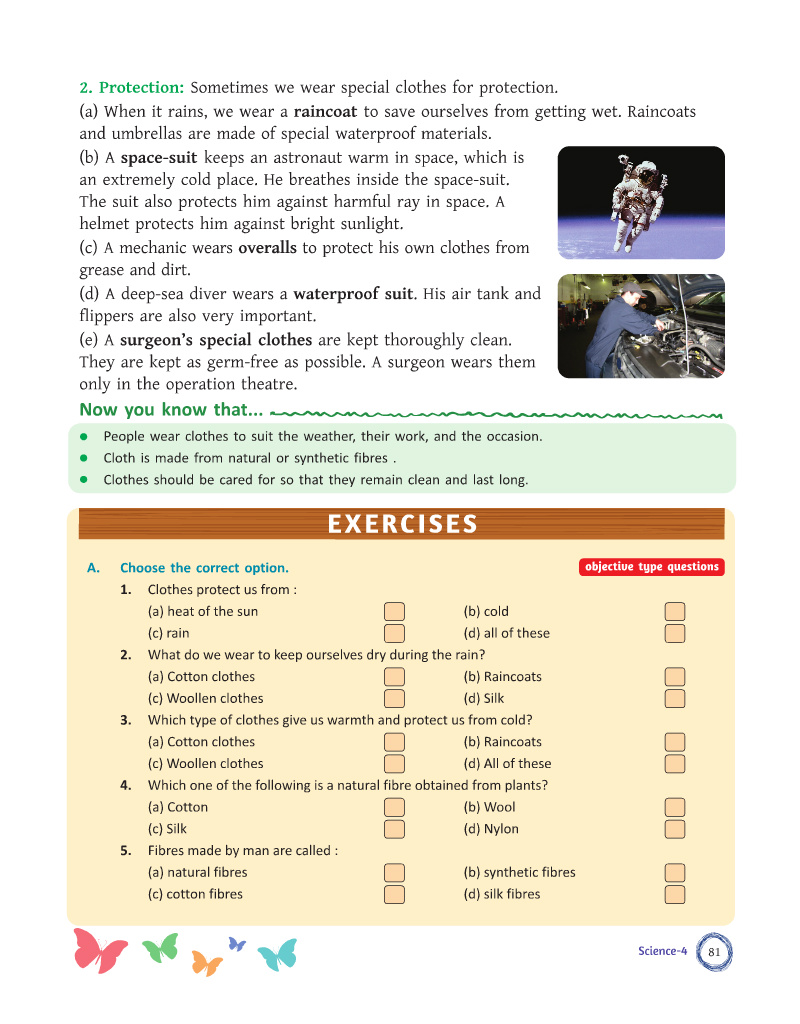 2. Protection: Sometimes we wear special clothes for protection.
(a) When it rains, we wear a raincoat to save ourselves from getting wet. Raincoats
and umbrellas are made of special waterproof materials.
(b) A space-suit keeps an astronaut warm in space, which is
an extremely cold place. He breathes inside the space-suit.
The suit also protects him against harmful ray in space. A
helmet protects him against bright sunlight.
(c) A mechanic wears overalls to protect his own clothes from
grease and dirt.
(d) A deep-sea diver wears a waterproof suit. His air tank and
flippers are also very important.
(e) A surgeon's special clothes are kept thoroughly clean.
They are kept as germ-free as possible. A surgeon wears them
only in the operation theatre.
Now you know that...
• People wear clothes to suit the weather, their work, and the occasion.
• Cloth is made from natural or synthetic fibres .
• Clothes should be cared for so that they remain clean and last long.
EXERCISES
A. Choose the correct option. objective type questions
1. Clothes protect us from :
(a) heat of the sun (b) cold
(c) rain (d) all of these
2. What do we wear to keep ourselves dry during the rain?
(a) Cotton clothes (b) Raincoats
(c) Woollen clothes (d) Silk
3. Which type of clothes give us warmth and protect us from cold?
(a) Cotton clothes (b) Raincoats
(c) Woollen clothes (d) All of these
4. Which one of the following is a natural fibre obtained from plants?
(a) Cotton (b) Wool
(c) Silk (d) Nylon
5. Fibres made by man are called :
(a) natural fibres (b) synthetic fibres
(c) cotton fibres (d) silk fibres
Science-4 81